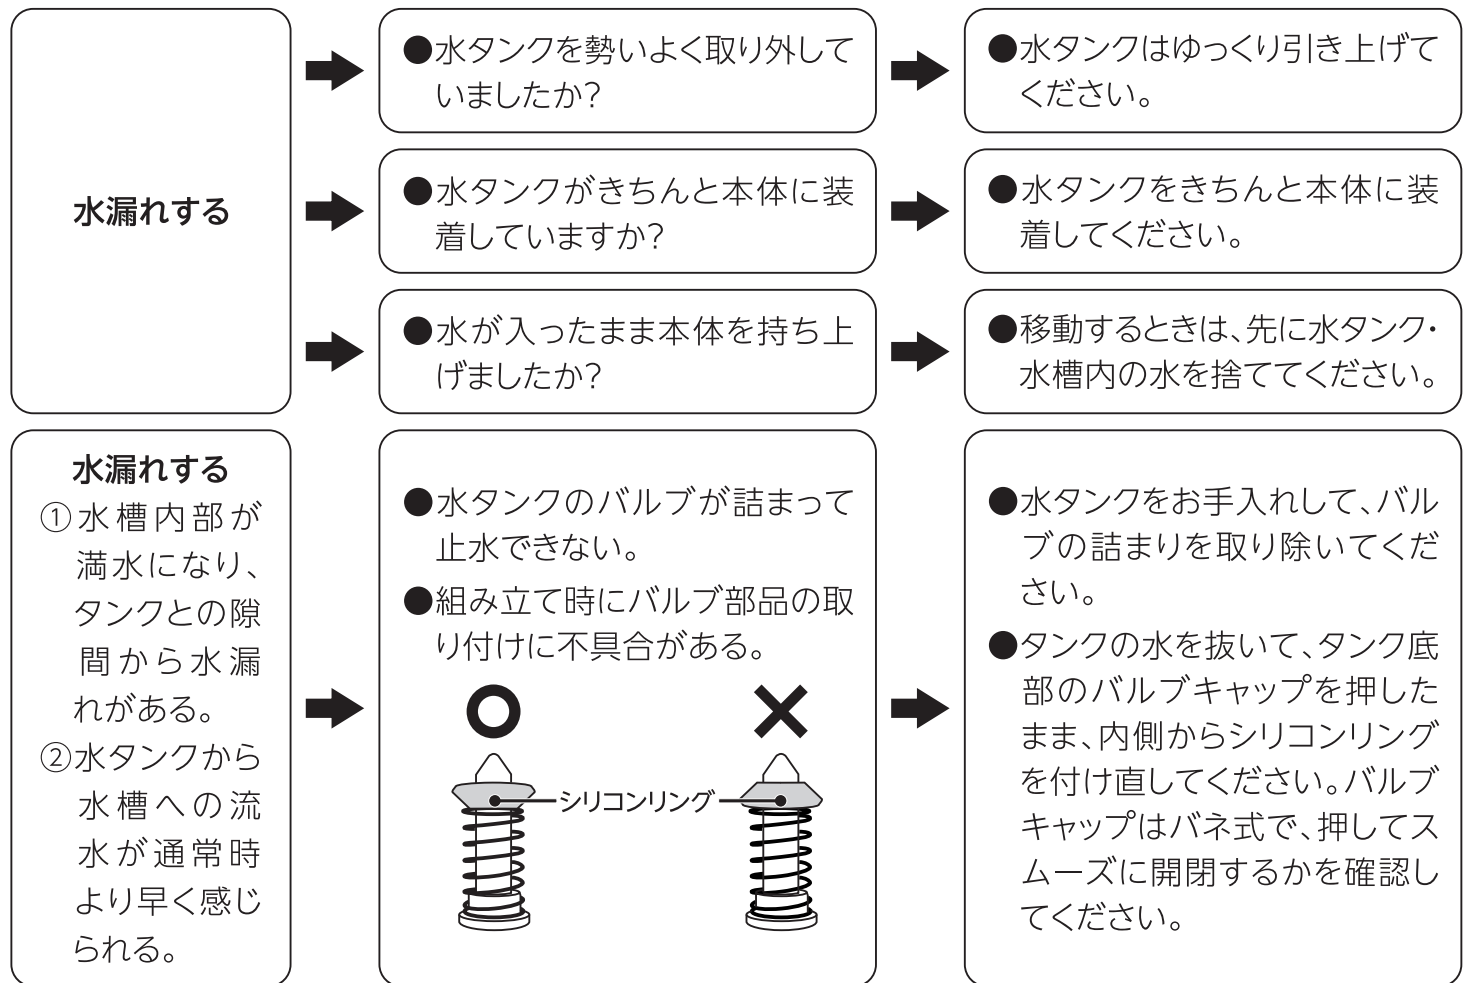 水漏れする
●水タンクを勢いよく取り外して
いましたか?
●水タンクはゆっくり引き上げて
ください。
●水タンクがきちんと本体に装
着していますか?
●水タンクをきちんと本体に装
着してください。
●水が入ったまま本体を持ち上
げましたか?
●移動するときは、先に水タンク・
水槽内の水を捨ててください。
水漏れする
①水槽内部が
満水になり、
タンクとの隙
間から水漏
れがある。
②水タンクから
水槽への流
水が通常時
より早く感じ
られる。
●水タンクのバルブが詰まって
止水できない。
●組み立て時にバルブ部品の取
り付けに不具合がある。
シリコンリング
●水タンクをお手入れして、バル
ブの詰まりを取り除いてくだ
さい。
●タンクの水を抜いて、タンク底
部のバルブキャップを押した
まま、内側からシリコンリング
を付け直してください。バルブ
キャップはバネ式で、押してス
ムーズに開閉するかを確認し
てください。